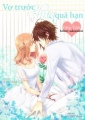 Vợ trước quá hạn